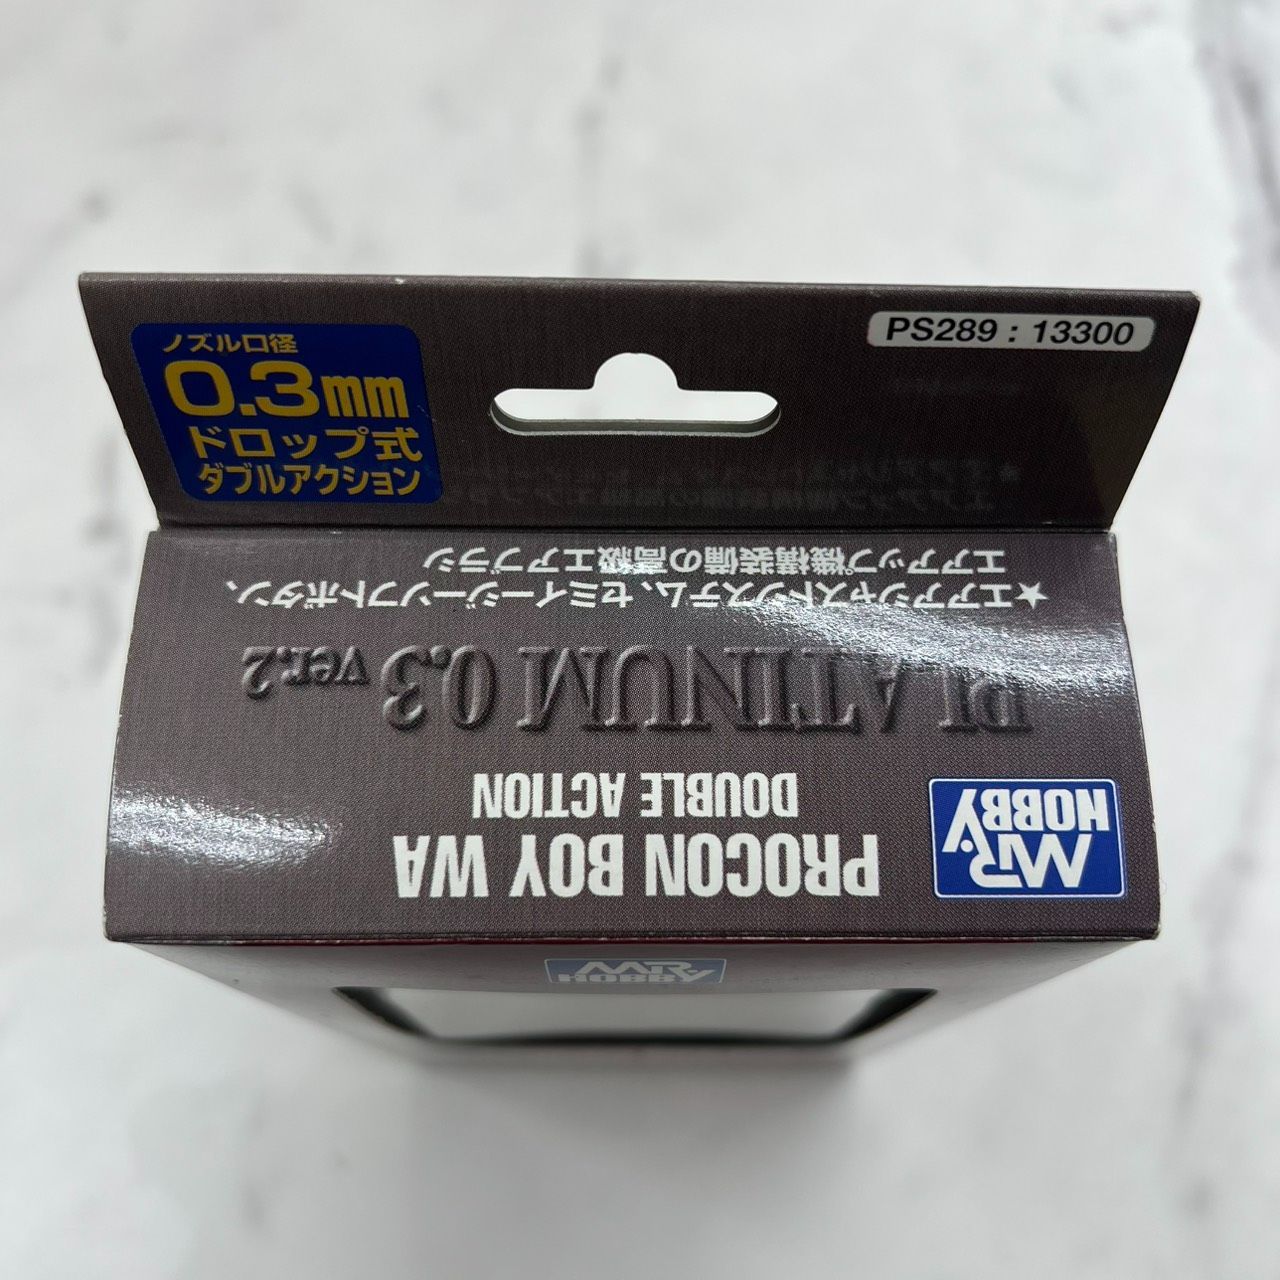 ノズル口径
0.3mm
ドロップ式
ダブルアクション
PS289 : 13300
MR. HOBBY
PROCON BOY WA
DOUBLE ACTION
PLATINUM 0.3 ver.2
★エアアジャストシステム、セミイージーソフトボタン、
エアアップ機構装備の高級エアブラシ
MR. HOBBY